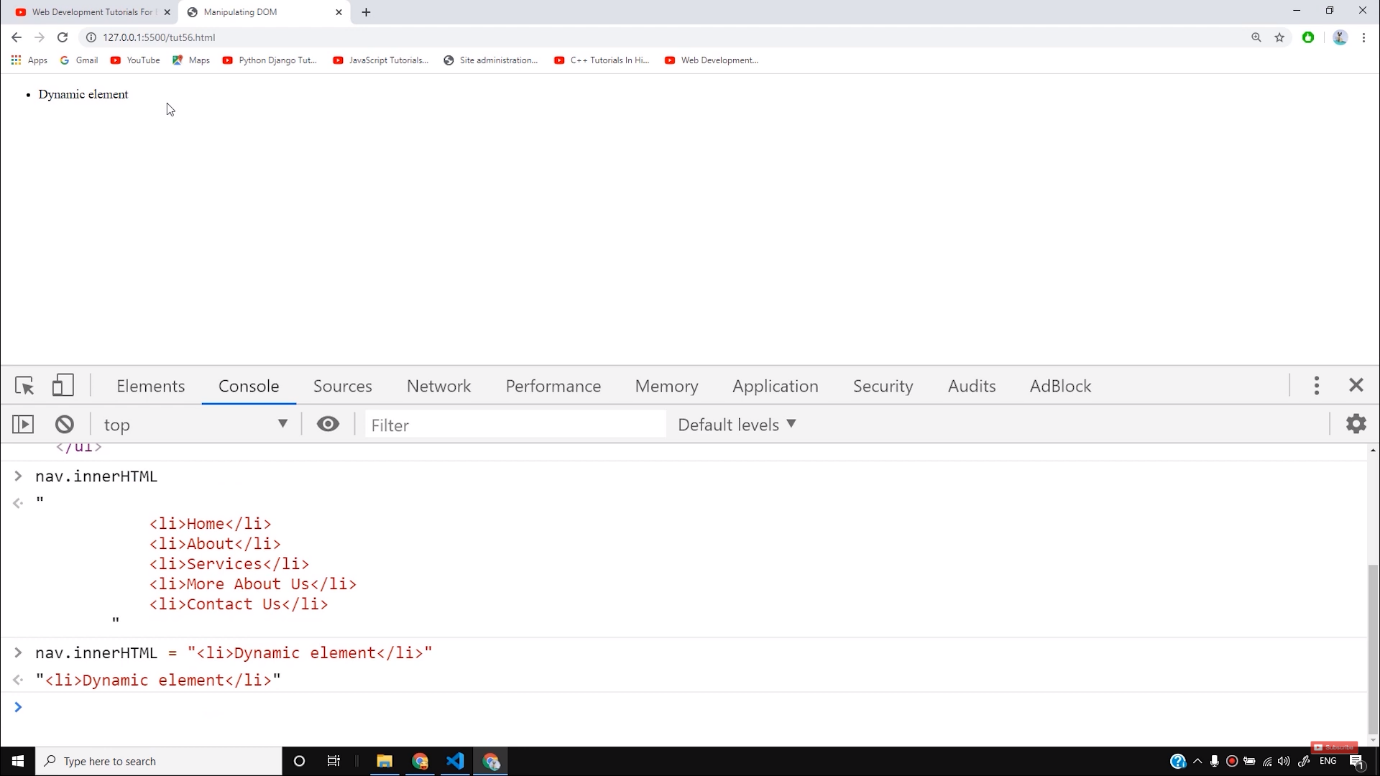 Web Development Tutorials For
Manipulating DOM
127.0.0.1:5500/tut56.html
Apps
Gmail
YouTube
Maps
Python Django Tut...
JavaScript Tutorials...
Site administration...
C++ Tutorials In Hi...
Web Development...
• Dynamic element
Elements
Console
Sources
Network
Performance
Memory
Application
Security
Audits
AdBlock
top
Filter
Default levels
</ul>
nav.innerHTML
"
<li>Home</li>
<li>About</li>
<li>Services</li>
<li>More About Us</li>
<li>Contact Us</li>
"
nav.innerHTML = "<li>Dynamic element</li>"
"<li>Dynamic element</li>"
Subscribe
Type here to search
ENG
1